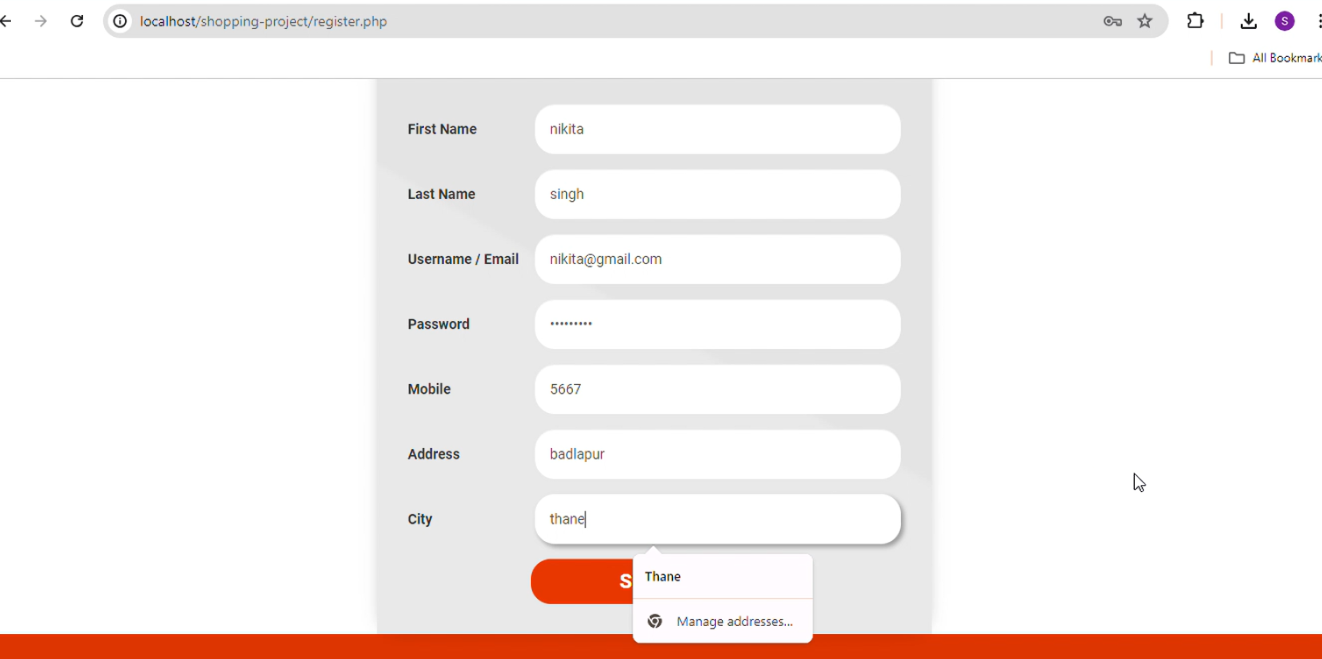 localhost/shopping-project/register.php
S
All Bookmark
First Name nikita
Last Name singh
Username / Email nikita@gmail.com
Password •••••••••
Mobile 5667
Address badlapur
City thane
S
Thane
Manage addresses...